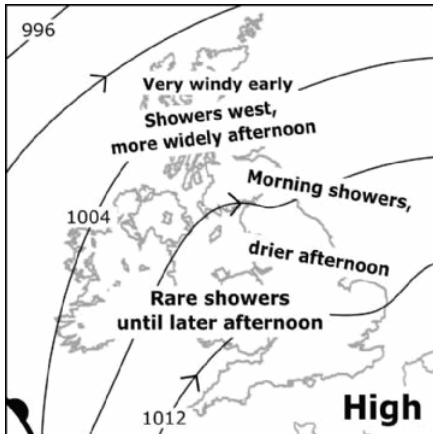 996
Very windy early
Showers west,
more widely afternoon
Morning showers,
1004
drier afternoon
Rare showers
until later afternoon
1012
High